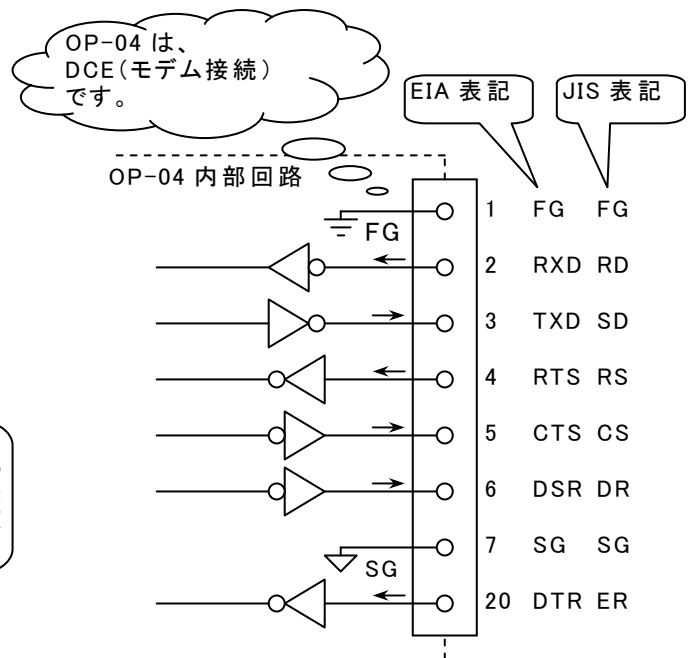 OP-04 は、
DCE(モデム接続)
です。
EIA 表記
JIS 表記
OP-04 内部回路
FG
1 FG FG
2 RXD RD
3 TXD SD
4 RTS RS
5 CTS CS
6 DSR DR
7 SG SG
SG
20 DTR ER